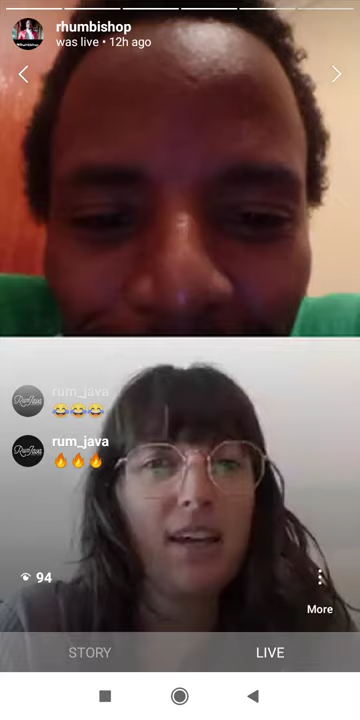 rhumbishop
was live • 12h ago
rum_java
😂😂😂
rum_java
🔥🔥🔥
94
More
STORY
LIVE